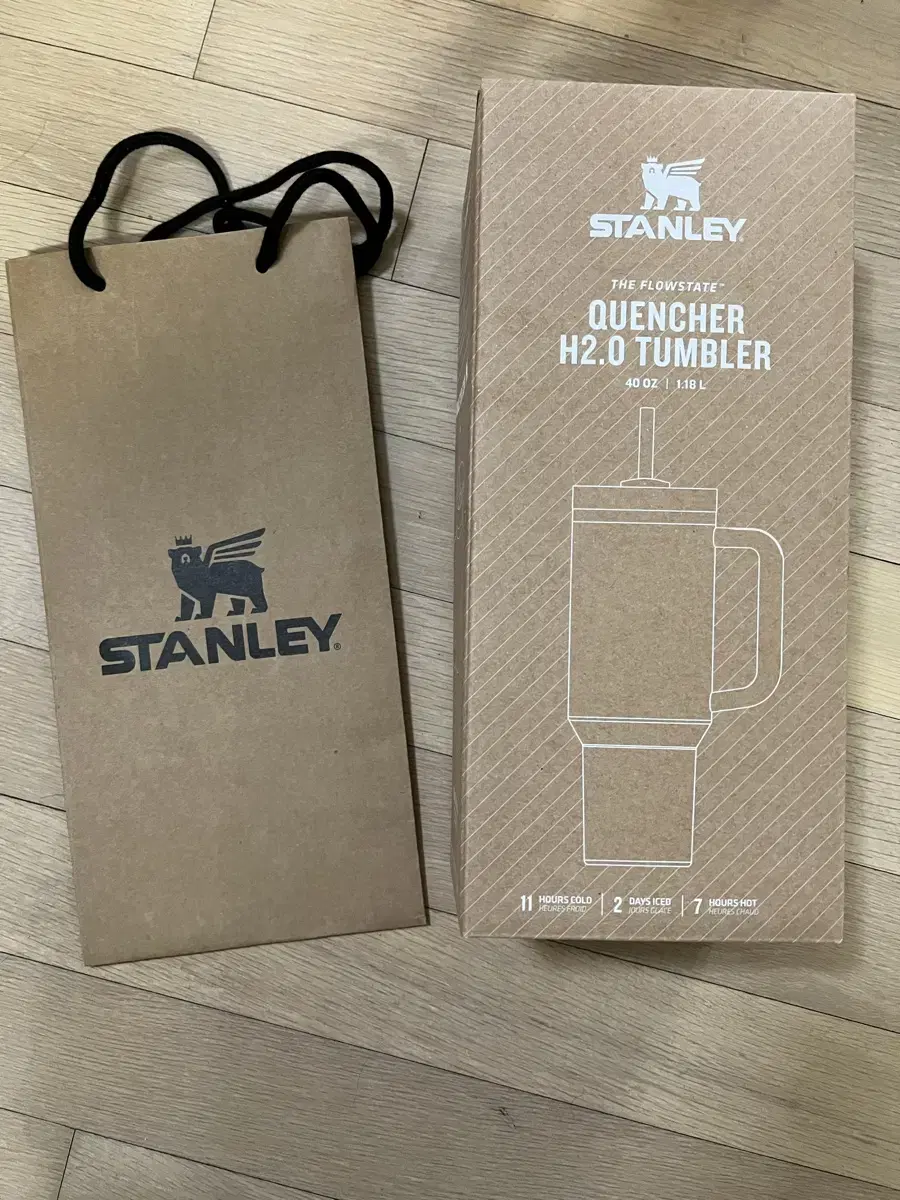 STANLEY®
STANLEY®
THE FLOWSTATE™
QUENCHER
H2.0 TUMBLER
40 OZ | 1.18 L
11 HOURS COLD
HEURES FROID
2 DAYS ICED
JOURS GLACÉ
7 HOURS HOT
HEURES CHAUD